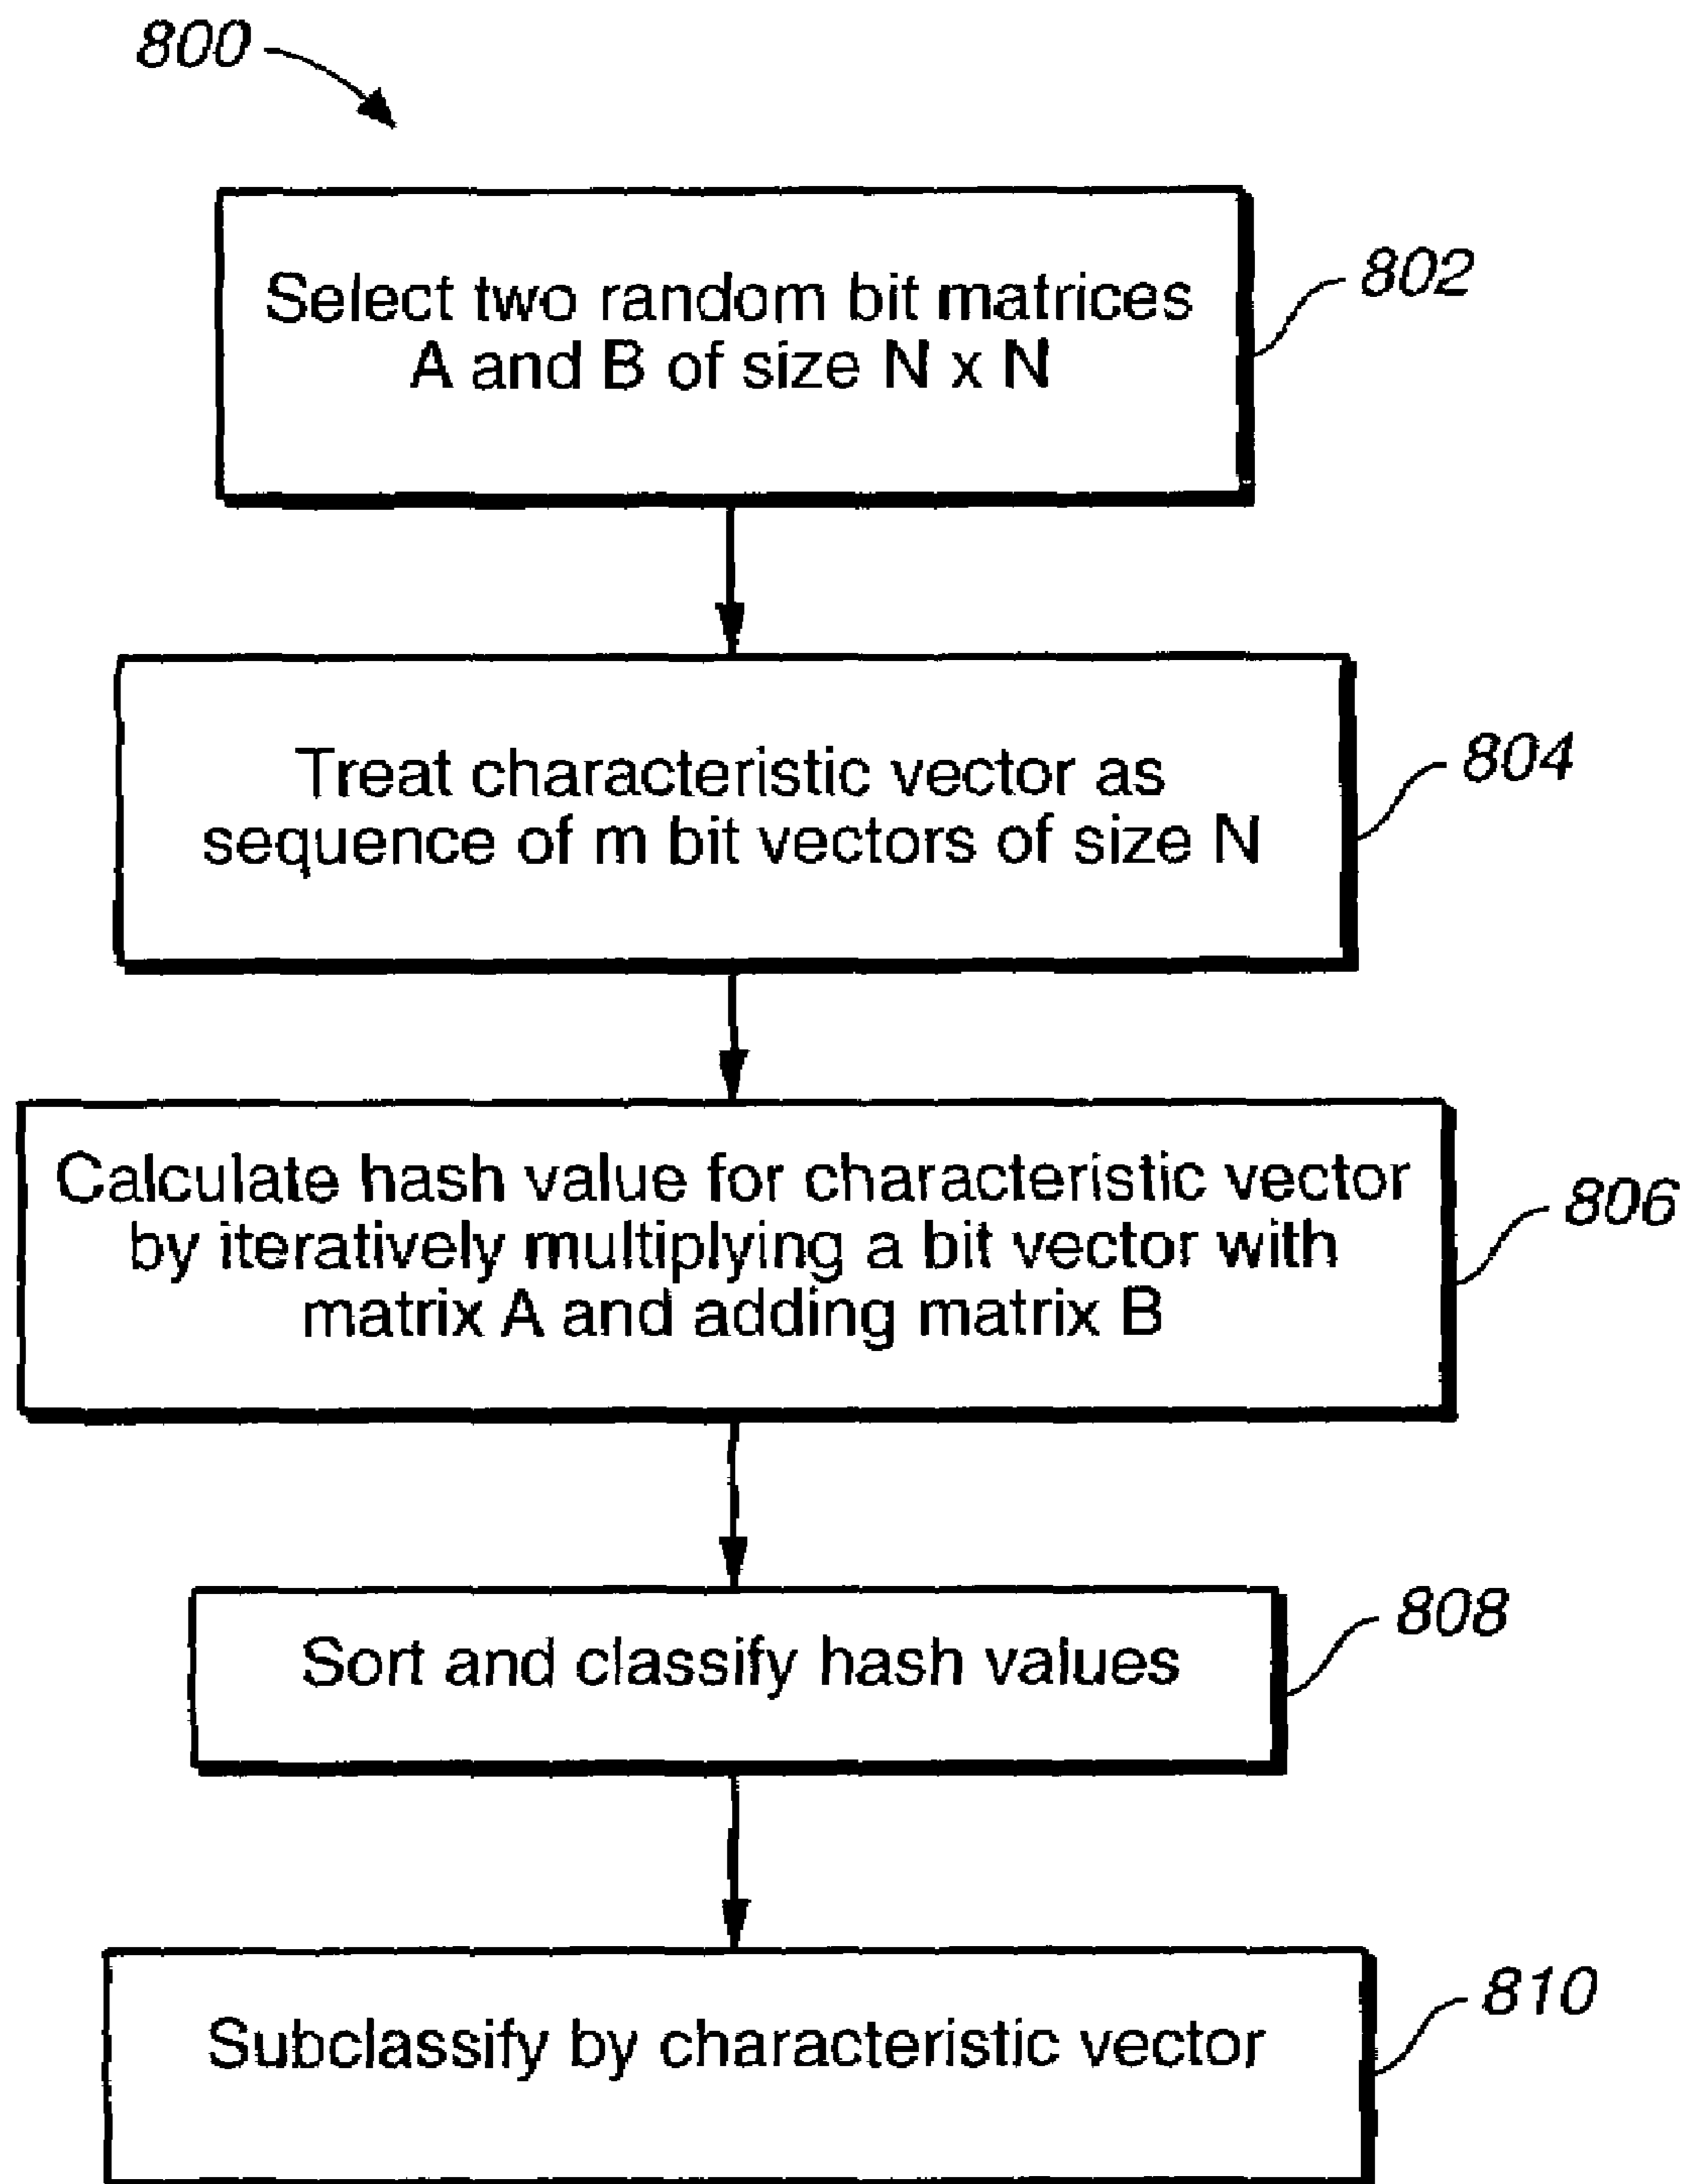 800
Select two random bit matrices
A and B of size N x N
802
Treat characteristic vector as
sequence of m bit vectors of size N
804
Calculate hash value for characteristic vector
by iteratively multiplying a bit vector with
matrix A and adding matrix B
806
Sort and classify hash values
808
Subclassify by characteristic vector
810